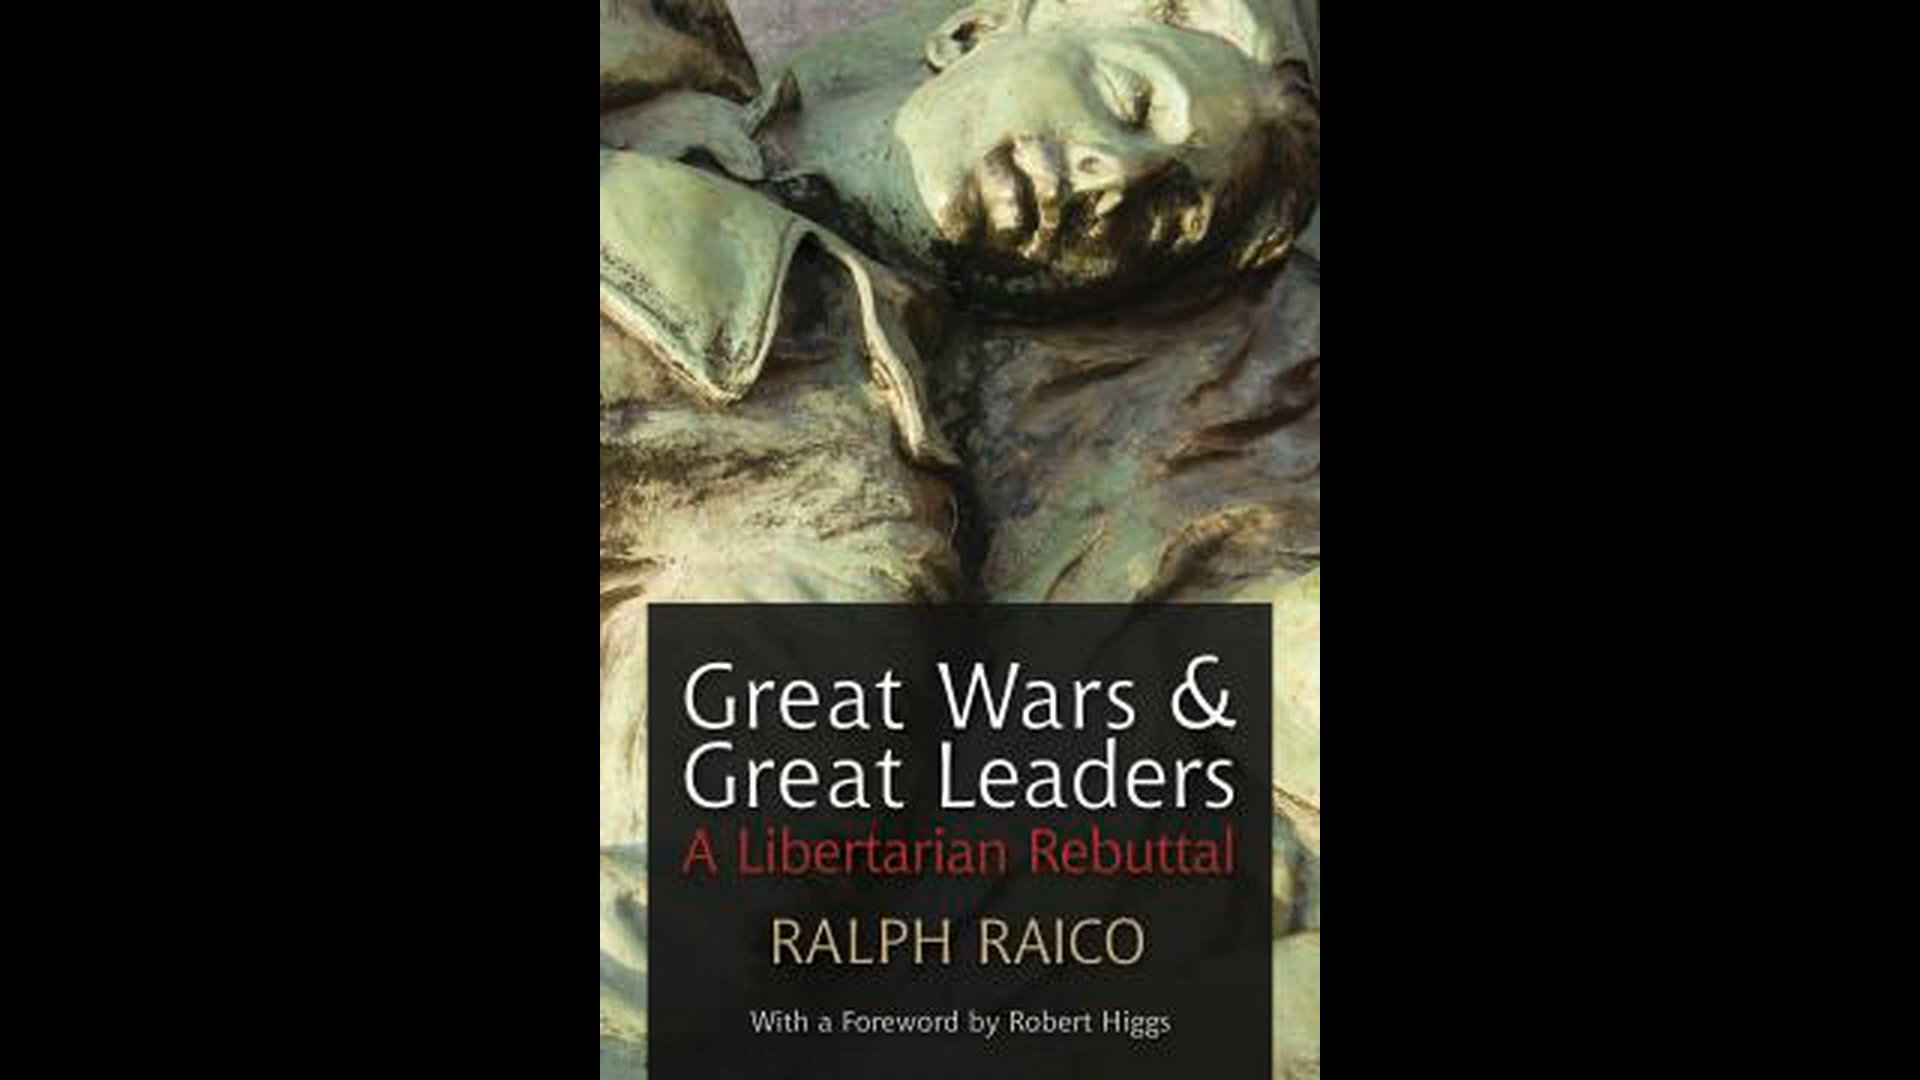 Great Wars &
Great Leaders
A Libertarian Rebuttal
RALPH RAICO
With a Foreword by Robert Higgs